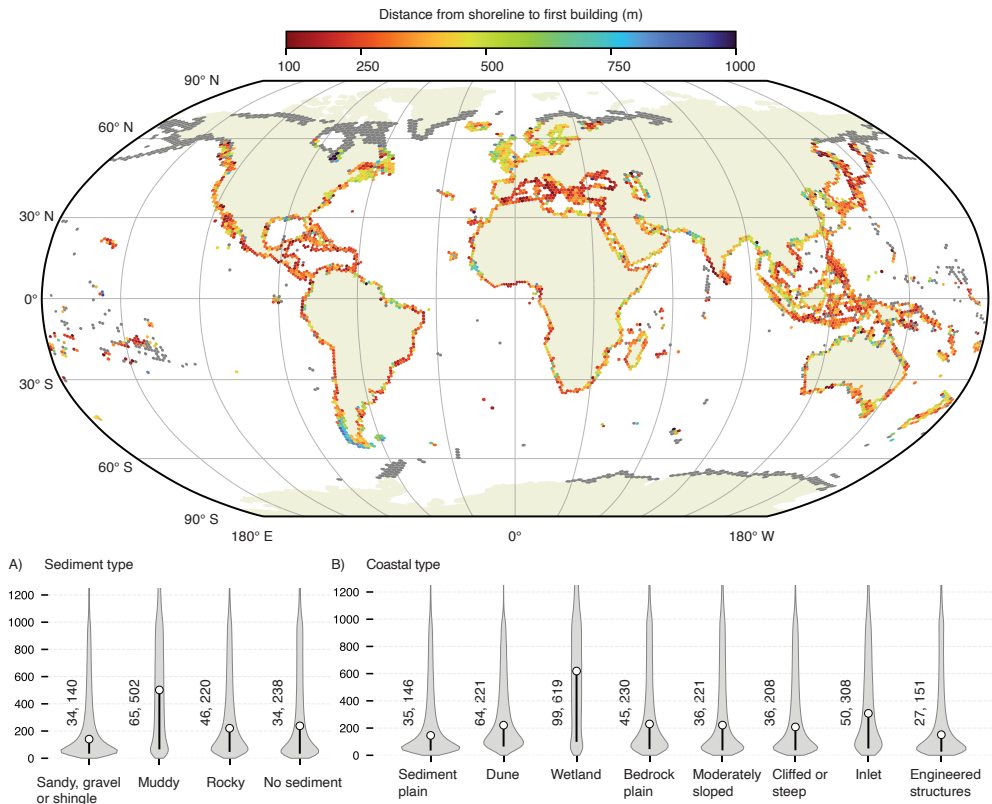 Distance from shoreline to first building (m)
100 250 500 750 1000
90° N
60° N
30° N
0°
30° S
60° S
90° S
180° E 0° 180° W
A) Sediment type
1200
1000
800
600
400
200
0
34, 140
65, 502
46, 220
34, 238
Sandy, gravel
or shingle
Muddy
Rocky
No sediment
B) Coastal type
1200
1000
800
600
400
200
0
35, 146
64, 221
99, 619
45, 230
36, 221
36, 208
50, 308
27, 151
Sediment
plain
Dune
Wetland
Bedrock
plain
Moderately
sloped
Cliffed or
steep
Inlet
Engineered
structures